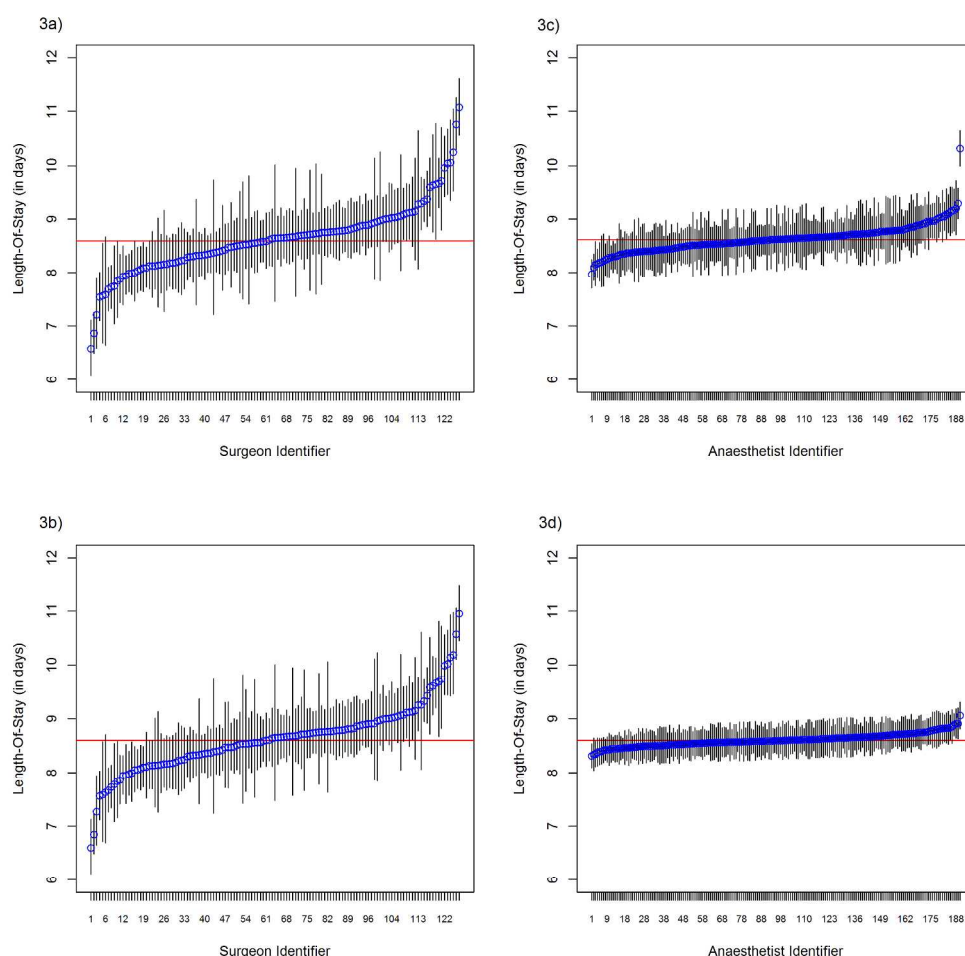 3a)
Length-Of-Stay (in days)
12
11
10
9
8
7
6
1 6 12 19 26 33 40 47 54 61 68 75 82 89 96 104 113 122
Surgeon Identifier
3c)
Length-Of-Stay (in days)
12
11
10
9
8
7
6
1 9 18 28 38 48 58 68 78 88 99 110 123 136 149 162 175 188
Anaesthetist Identifier
3b)
Length-Of-Stay (in days)
12
11
10
9
8
7
6
1 6 12 19 26 33 40 47 54 61 68 75 82 89 96 104 113 122
Surgeon Identifier
3d)
Length-Of-Stay (in days)
12
11
10
9
8
7
6
1 9 18 28 38 48 58 68 78 88 99 110 123 136 149 162 175 188
Anaesthetist Identifier